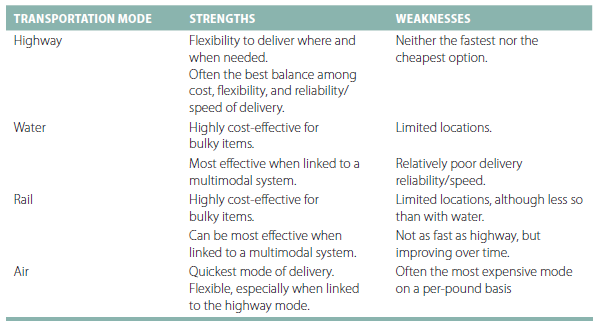 TRANSPORTATION MODE STRENGTHS WEAKNESSES
Highway Flexibility to deliver where and Neither the fastest nor the
when needed. cheapest option.
Often the best balance among
cost, flexibility, and reliability/
speed of delivery.
Water Highly cost-effective for Limited locations.
bulky items.
Most effective when linked to a Relatively poor delivery
multimodal system. reliability/speed.
Rail Highly cost-effective for Limited locations, although less so
bulky items. than with water.
Can be most effective when Not as fast as highway, but
linked to a multimodal system. improving over time.
Air Quickest mode of delivery. Often the most expensive mode
Flexible, especially when linked on a per-pound basis
to the highway mode.